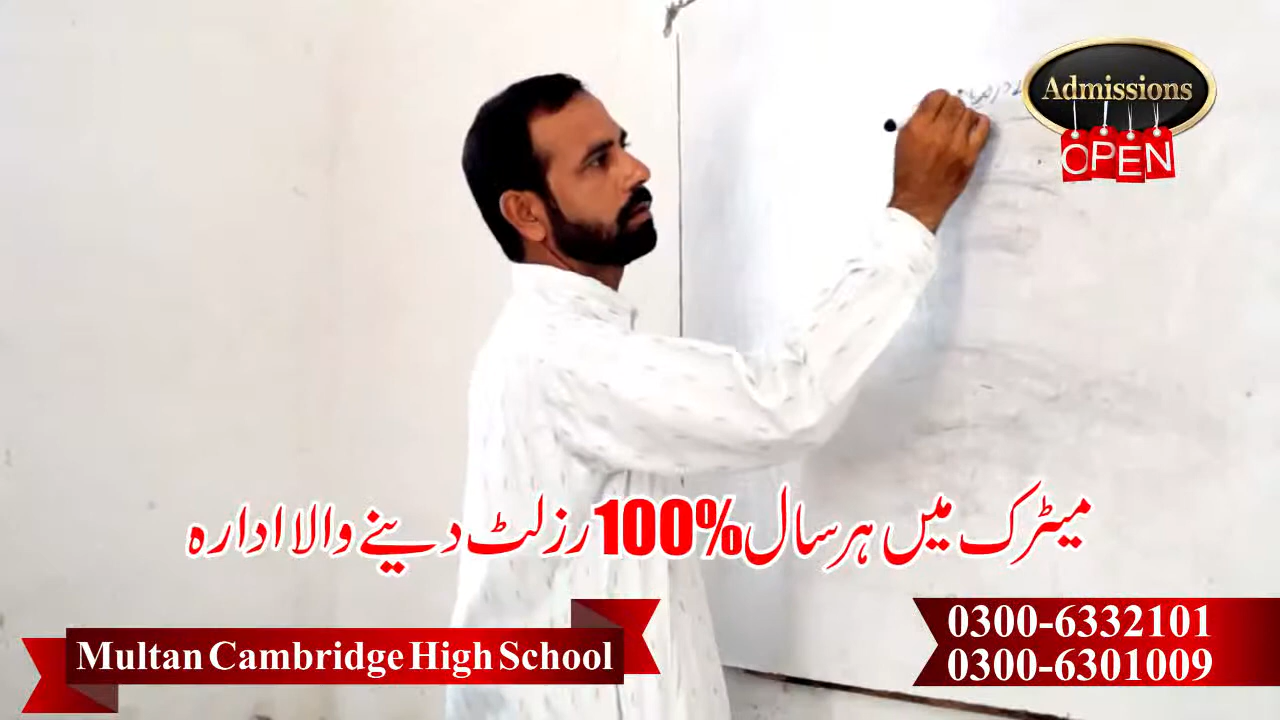 Admissions
OPEN
میٹرک میں ہر سال 100% رزلٹ دینے والا ادارہ
Multan Cambridge High School
0300-6332101
0300-6301009